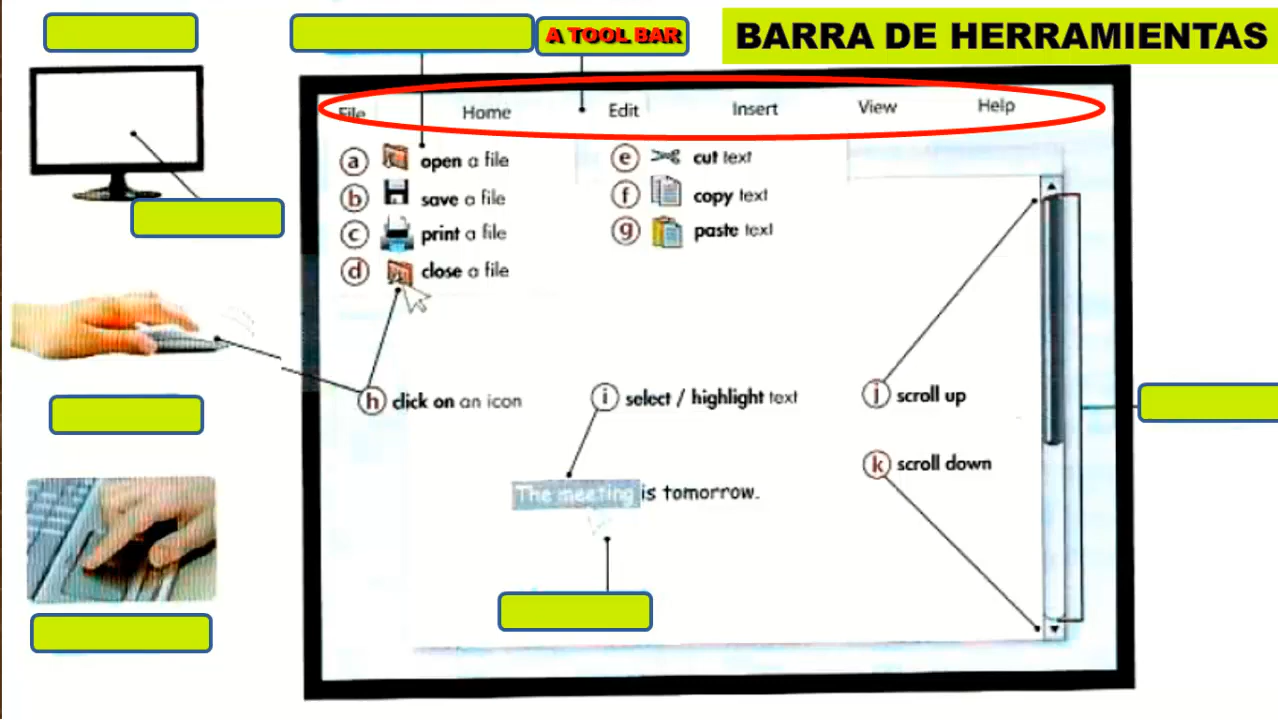 A TOOL BAR
BARRA DE HERRAMIENTAS
File Home Edit Insert View Help
a open a file
b save a file
c print a file
d close a file
e cut text
f copy text
g paste text
h click on an icon
i select / highlight text
j scroll up
k scroll down
The meeting is tomorrow.